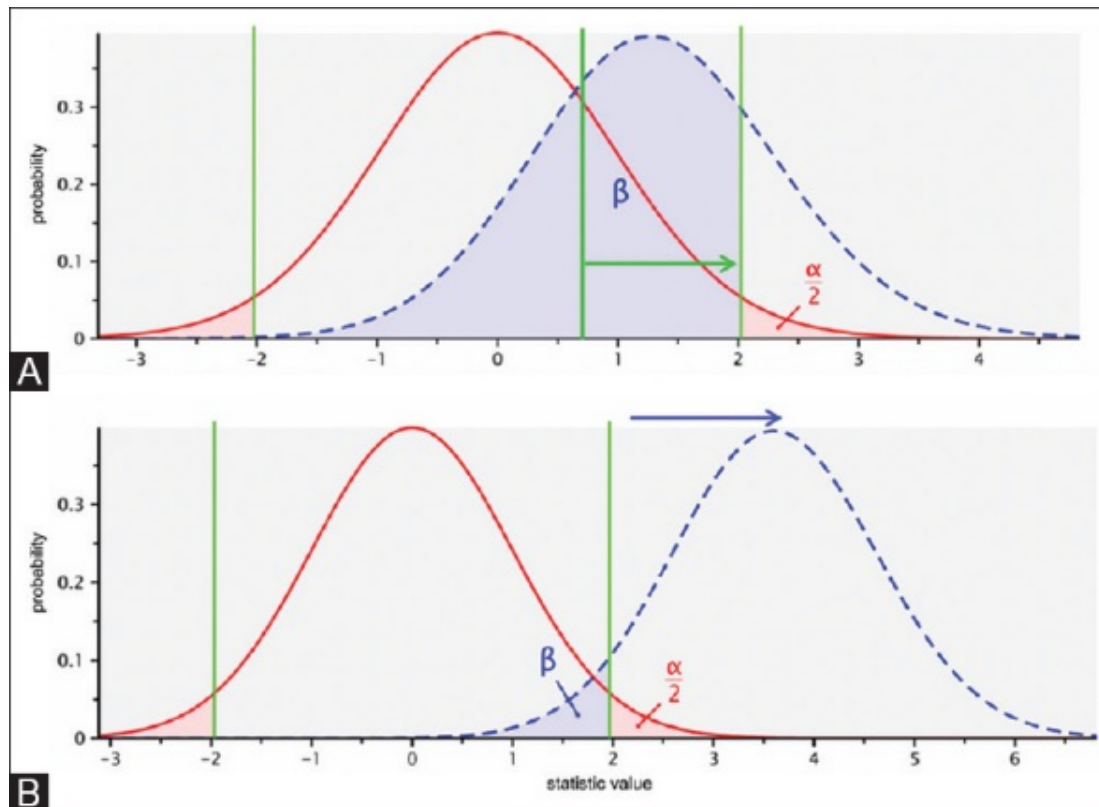 probability
0.3
0.2
0.1
0
β
α
2
−3 −2 −1 0 1 2 3 4
A
probability
0.3
0.2
0.1
0
β
α
2
-3 -2 -1 0 1 2 3 4 5 6
statistic value
B